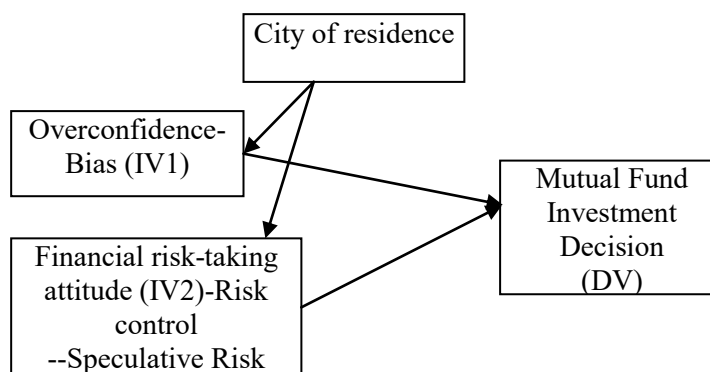 City of residence
Overconfidence-
Bias (IV1)
Mutual Fund
Investment
Decision
(DV)
Financial risk-taking
attitude (IV2)-Risk
control
--Speculative Risk